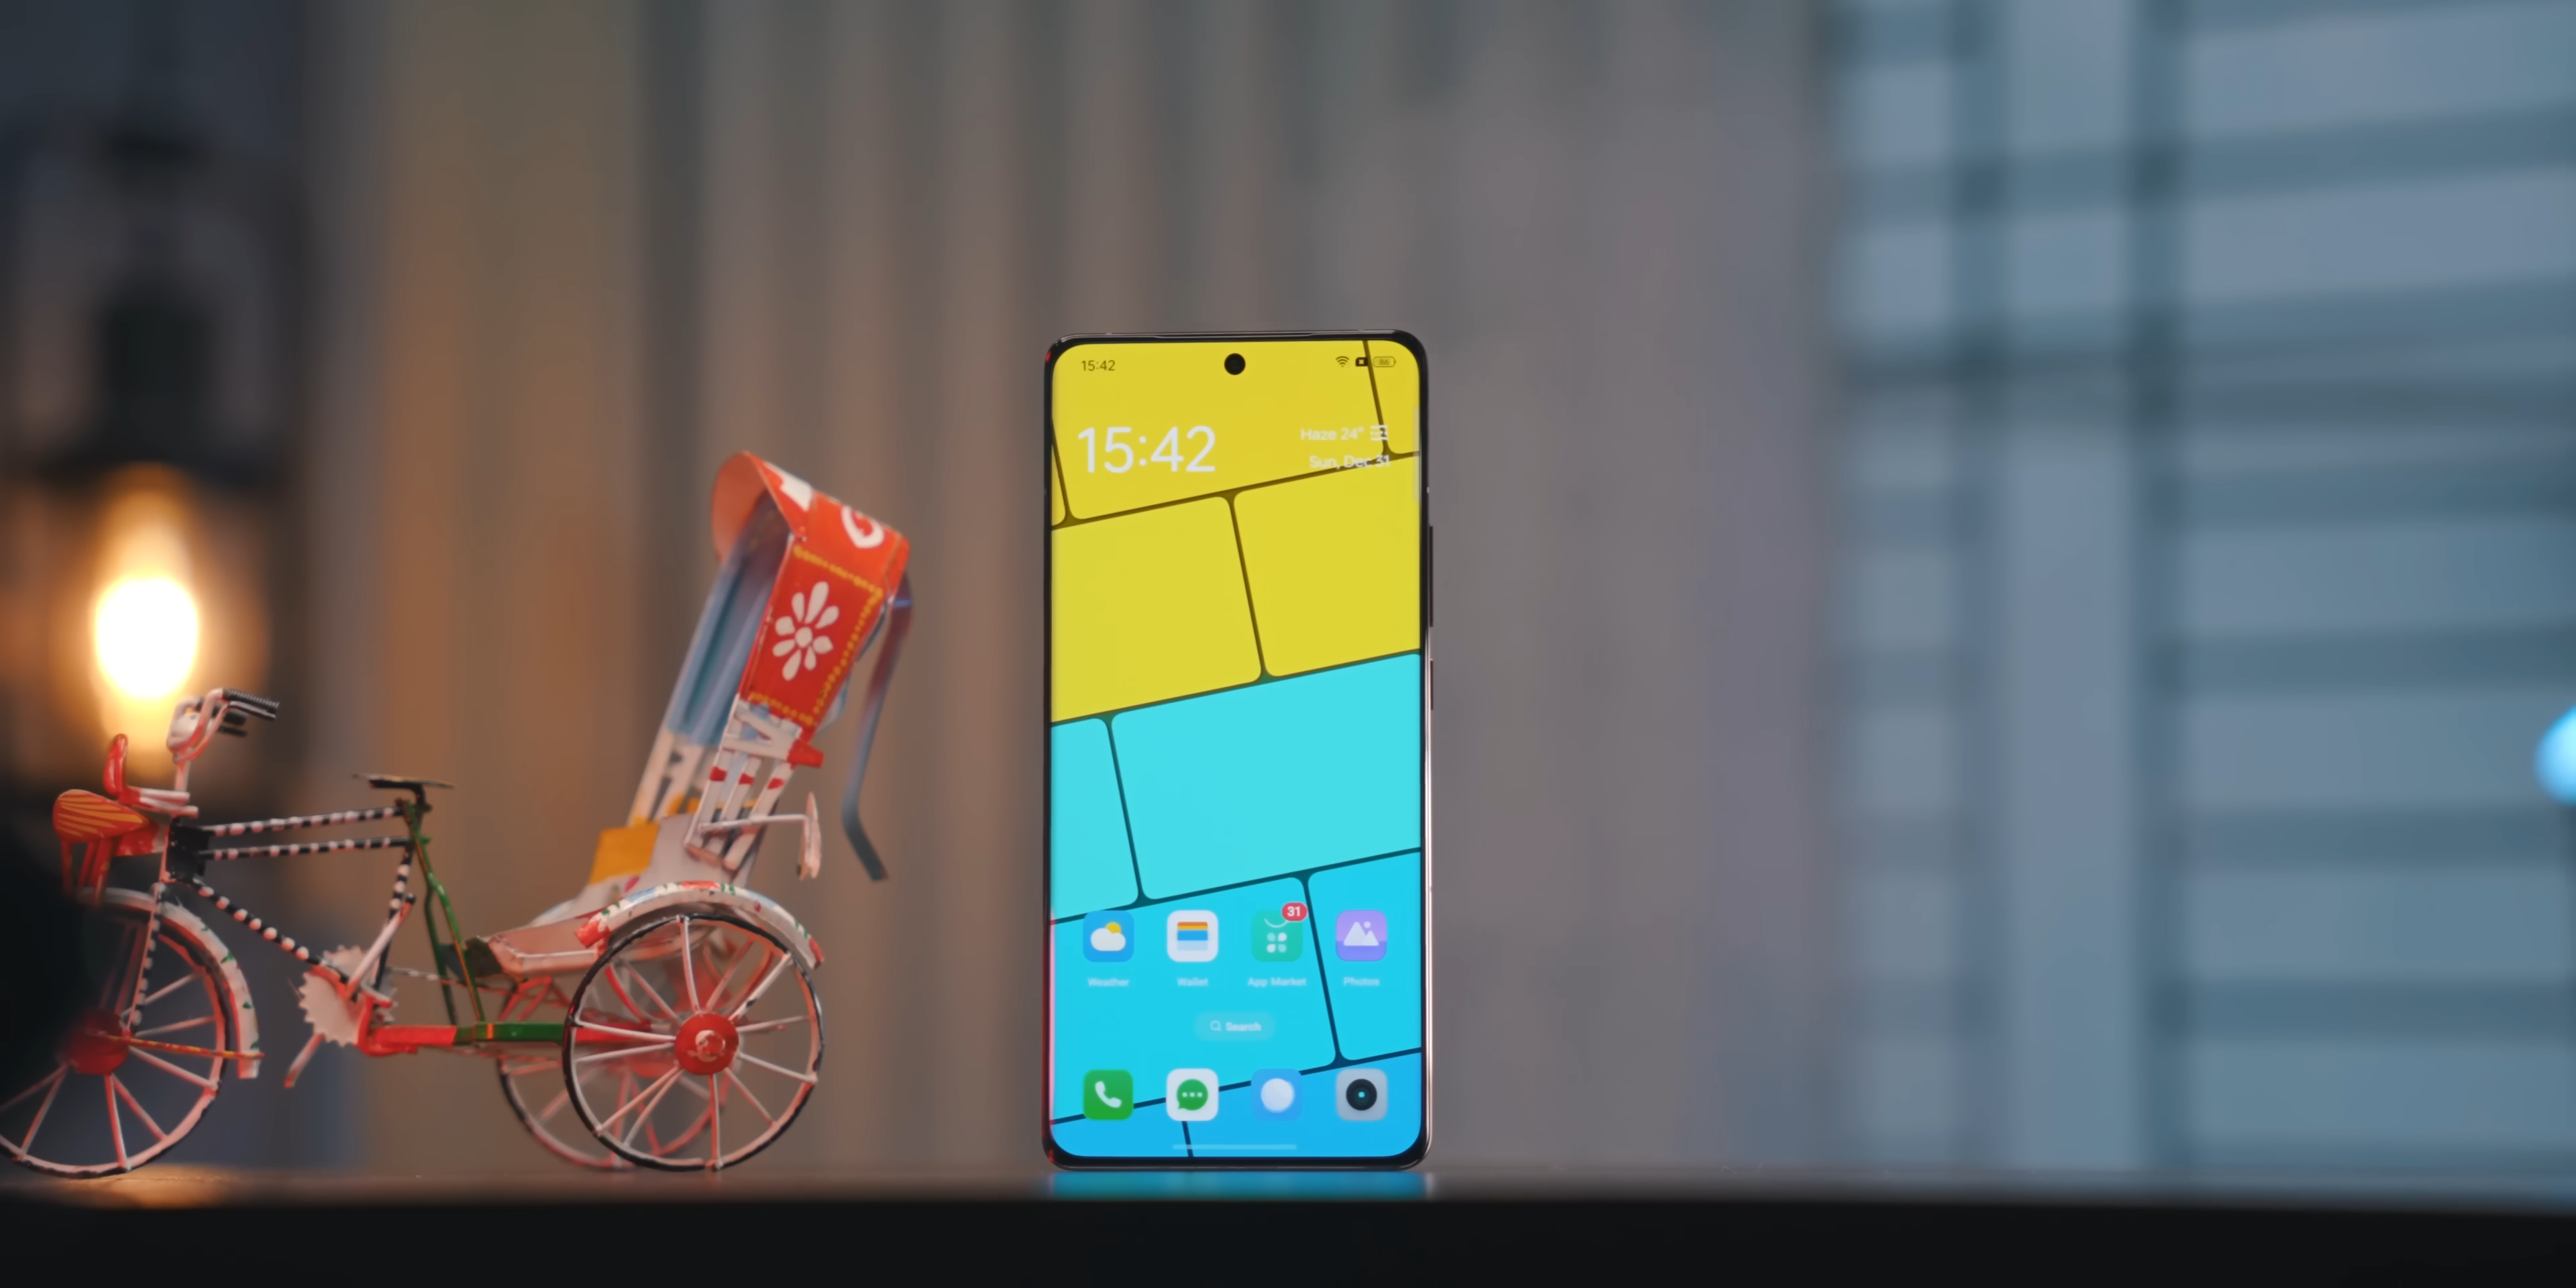 15:42
15:42
Haze 24°
Sun, Dec 31
31
Weather
Wallet
App Market
Photos
Search